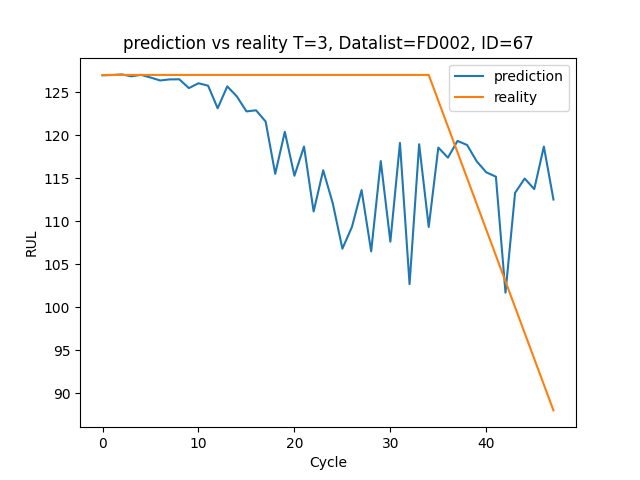 prediction vs reality T=3, Datalist=FD002, ID=67
prediction
reality
RUL
125
120
115
110
105
100
95
90
0 10 20 30 40
Cycle